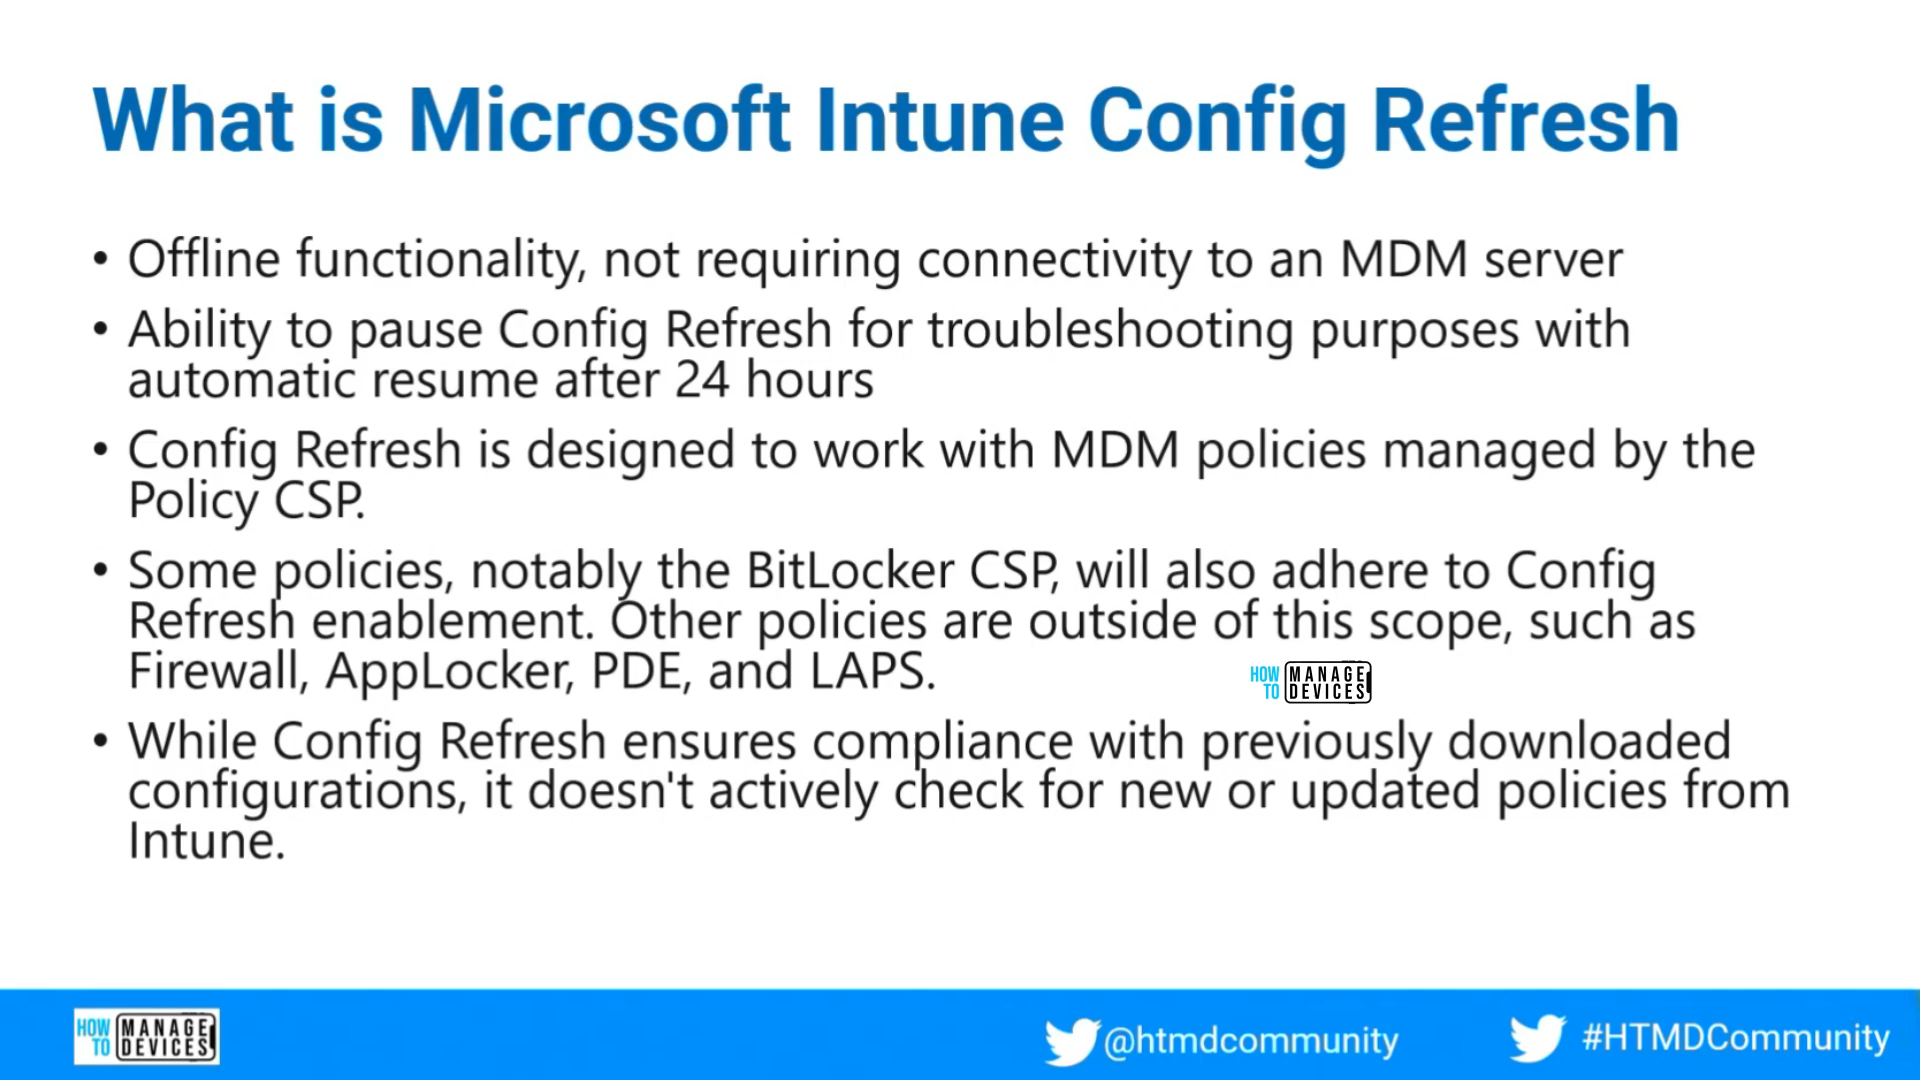 What is Microsoft Intune Config Refresh
• Offline functionality, not requiring connectivity to an MDM server
• Ability to pause Config Refresh for troubleshooting purposes with
automatic resume after 24 hours
• Config Refresh is designed to work with MDM policies managed by the
Policy CSP.
• Some policies, notably the BitLocker CSP, will also adhere to Config
Refresh enablement. Other policies are outside of this scope, such as
Firewall, AppLocker, PDE, and LAPS.
HOW TO MANAGE DEVICES
• While Config Refresh ensures compliance with previously downloaded
configurations, it doesn't actively check for new or updated policies from
Intune.
HOW TO MANAGE DEVICES
@htmdcommunity
#HTMDCommunity